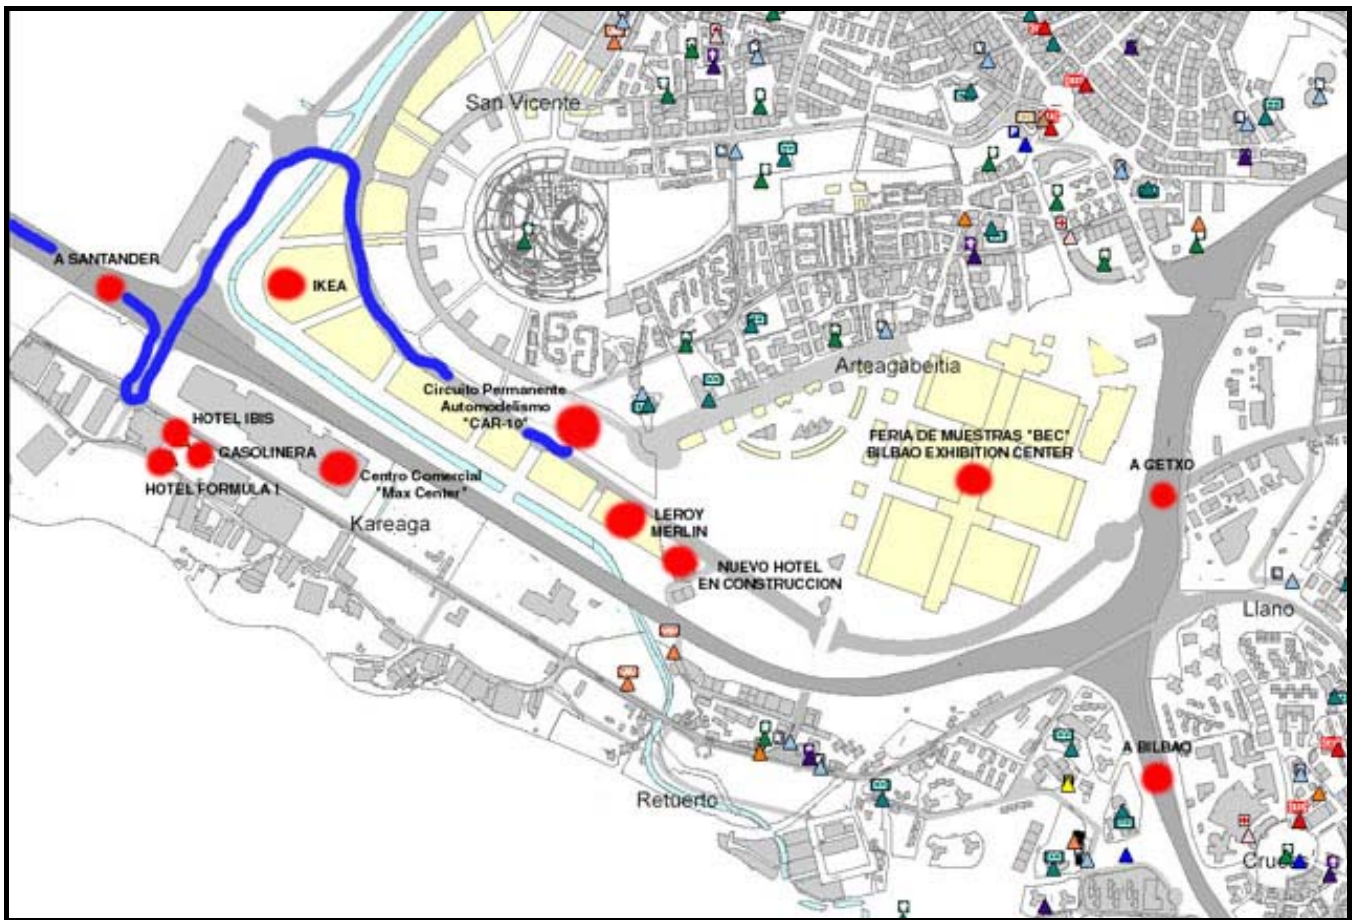 San Vicente
A SANTANDER
IKEA
Arteagabeitia
Circuito Permanente
Automodelismo
"CAR-10"
HOTEL IBIS
GASOLINERA
HOTEL FORMULA 1
Centro Comercial
"Max Center"
Kareaga
FERIA DE MUESTRAS "BEC"
BILBAO EXHIBITION CENTER
A GETXO
LEROY
MERLIN
NUEVO HOTEL
EN CONSTRUCCION
Llano
A BILBAO
Retuerto
Cruces